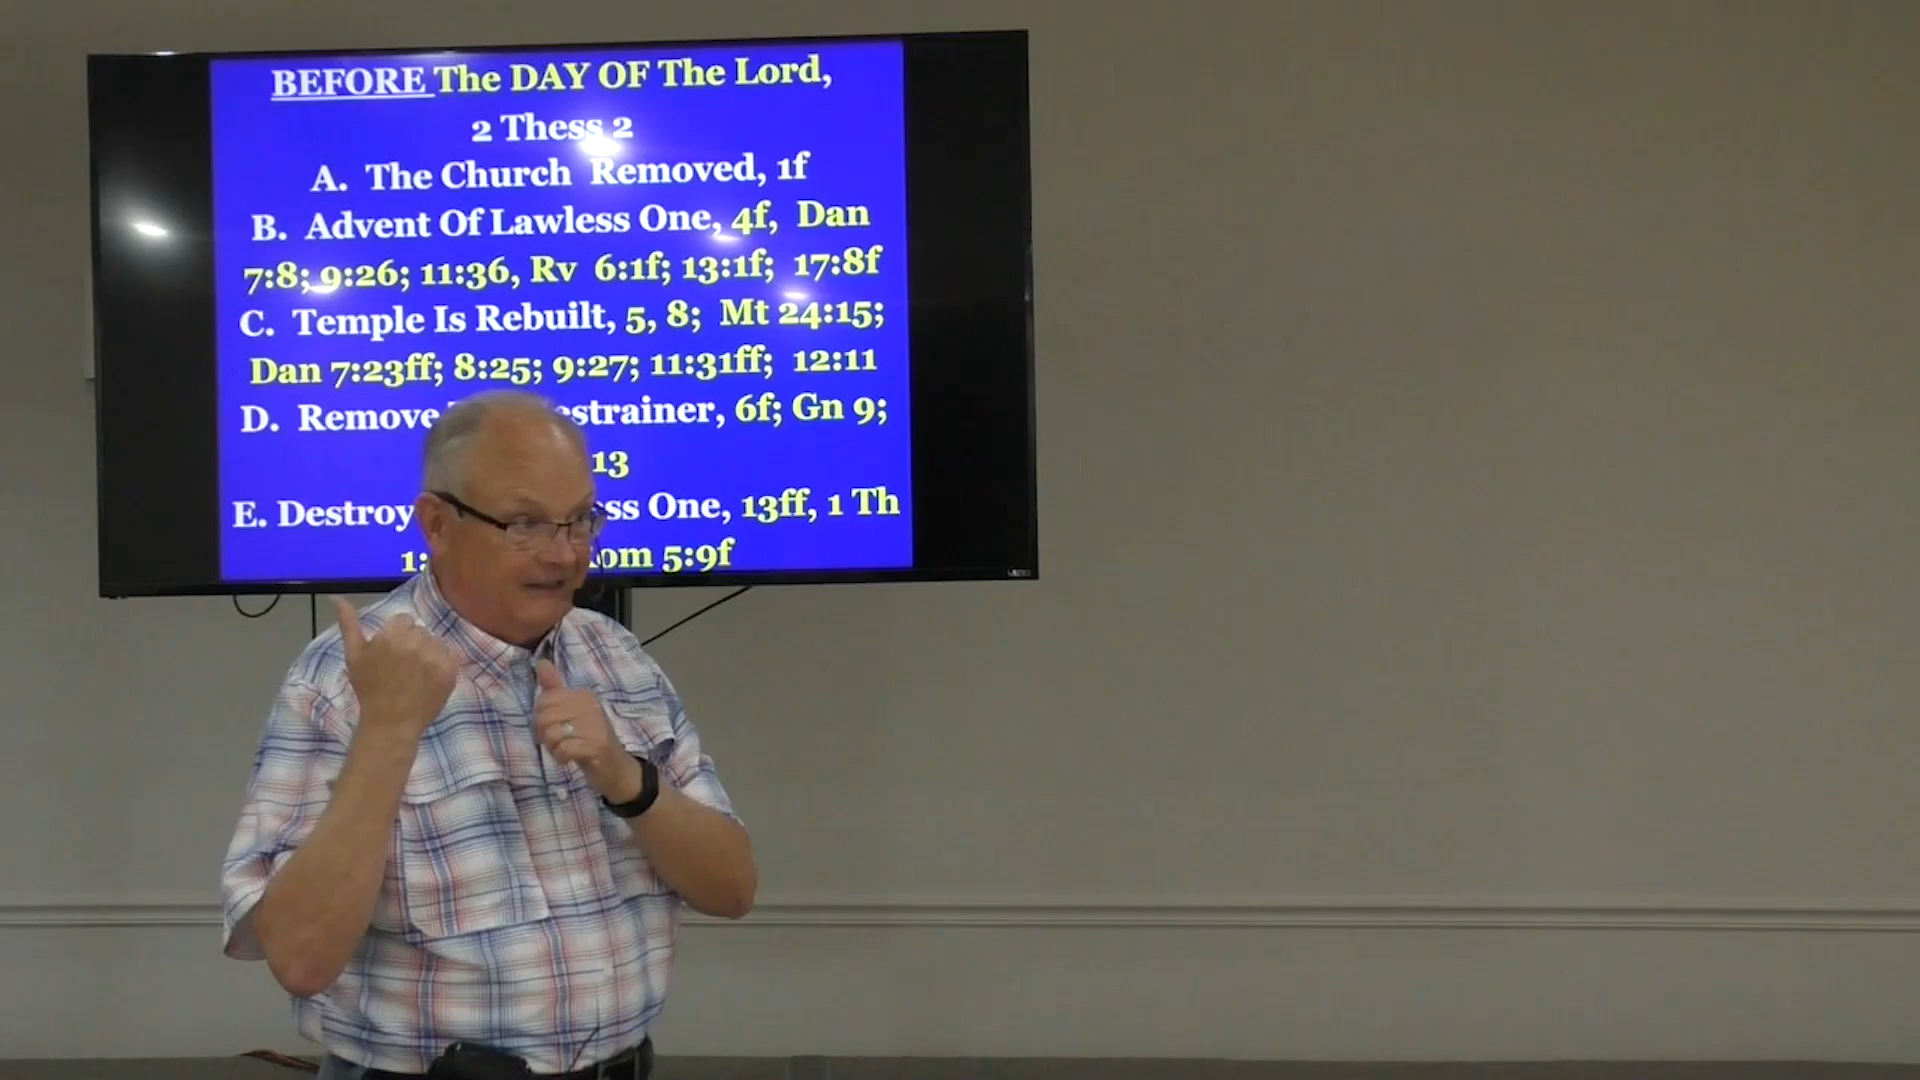 BEFORE The DAY OF The Lord,
2 Thess 2
A. The Church Removed, 1f
B. Advent Of Lawless One, 4f, Dan
7:8; 9:26; 11:36, Rv 6:1f; 13:1f; 17:8f
C. Temple Is Rebuilt, 5, 8; Mt 24:15;
Dan 7:23ff; 8:25; 9:27; 11:31ff; 12:11
D. Remove estrainer, 6f; Gn 9;
13
E. Destroy ss One, 13ff, 1 Th
1: om 5:9f
VIZIO